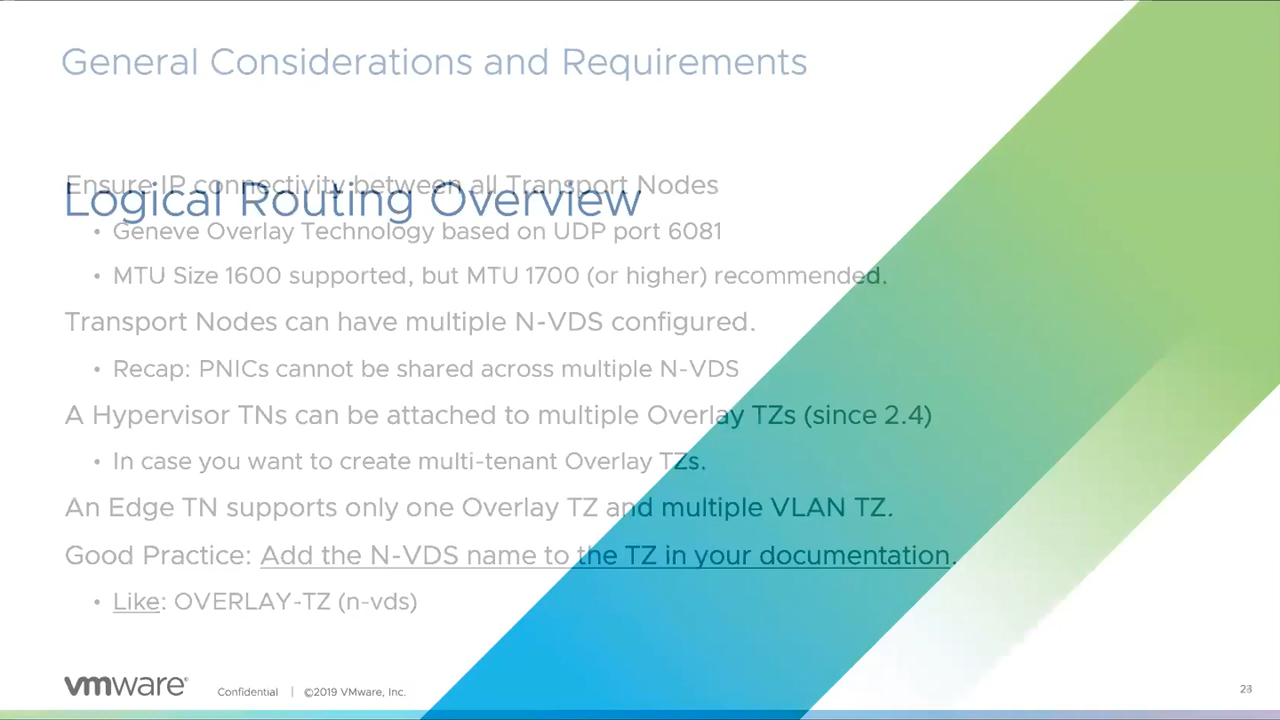 General Considerations and Requirements
Ensure IP connectivity between all Transport Nodes
Logical Routing Overview
• Geneve Overlay Technology based on UDP port 6081
• MTU Size 1600 supported, but MTU 1700 (or higher) recommended.
Transport Nodes can have multiple N-VDS configured.
• Recap: PNICs cannot be shared across multiple N-VDS
A Hypervisor TNs can be attached to multiple Overlay TZs (since 2.4)
• In case you want to create multi-tenant Overlay TZs.
An Edge TN supports only one Overlay TZ and multiple VLAN TZ.
Good Practice: Add the N-VDS name to the TZ in your documentation.
• Like: OVERLAY-TZ (n-vds)
vmware® Confidential | ©2019 VMware, Inc.